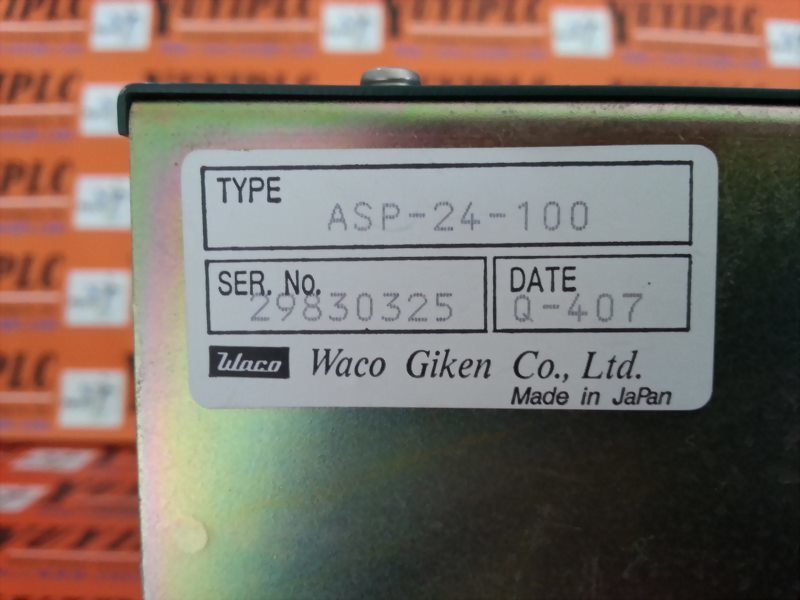 TYPE
ASP-24-100
SER. No.
29830325
DATE
Q-407
Waco Waco Giken Co., Ltd.
Made in JaPan